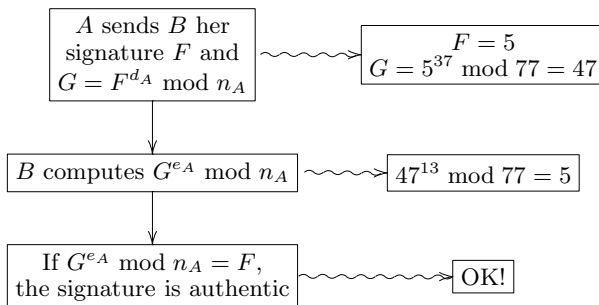 A sends B her
signature F and
G = F^{d_A} mod n_A
F = 5
G = 5^{37} mod 77 = 47
B computes G^{e_A} mod n_A
47^{13} mod 77 = 5
If G^{e_A} mod n_A = F,
the signature is authentic
OK!